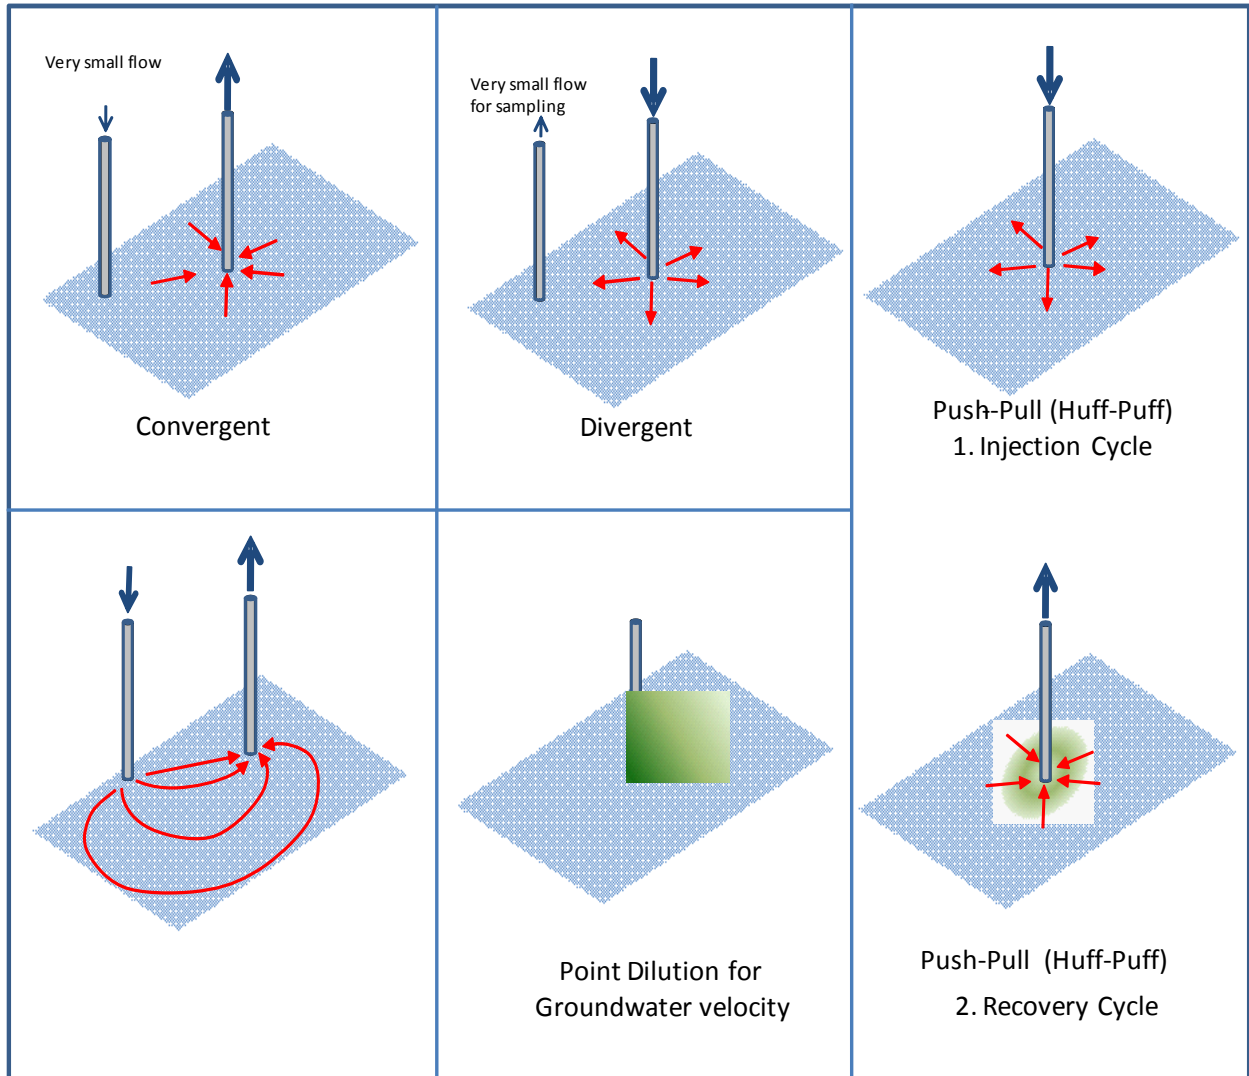 Very small flow
Convergent
Very small flow
for sampling
Divergent
Push-Pull (Huff-Puff)
1. Injection Cycle
Point Dilution for
Groundwater velocity
Push-Pull (Huff-Puff)
2. Recovery Cycle